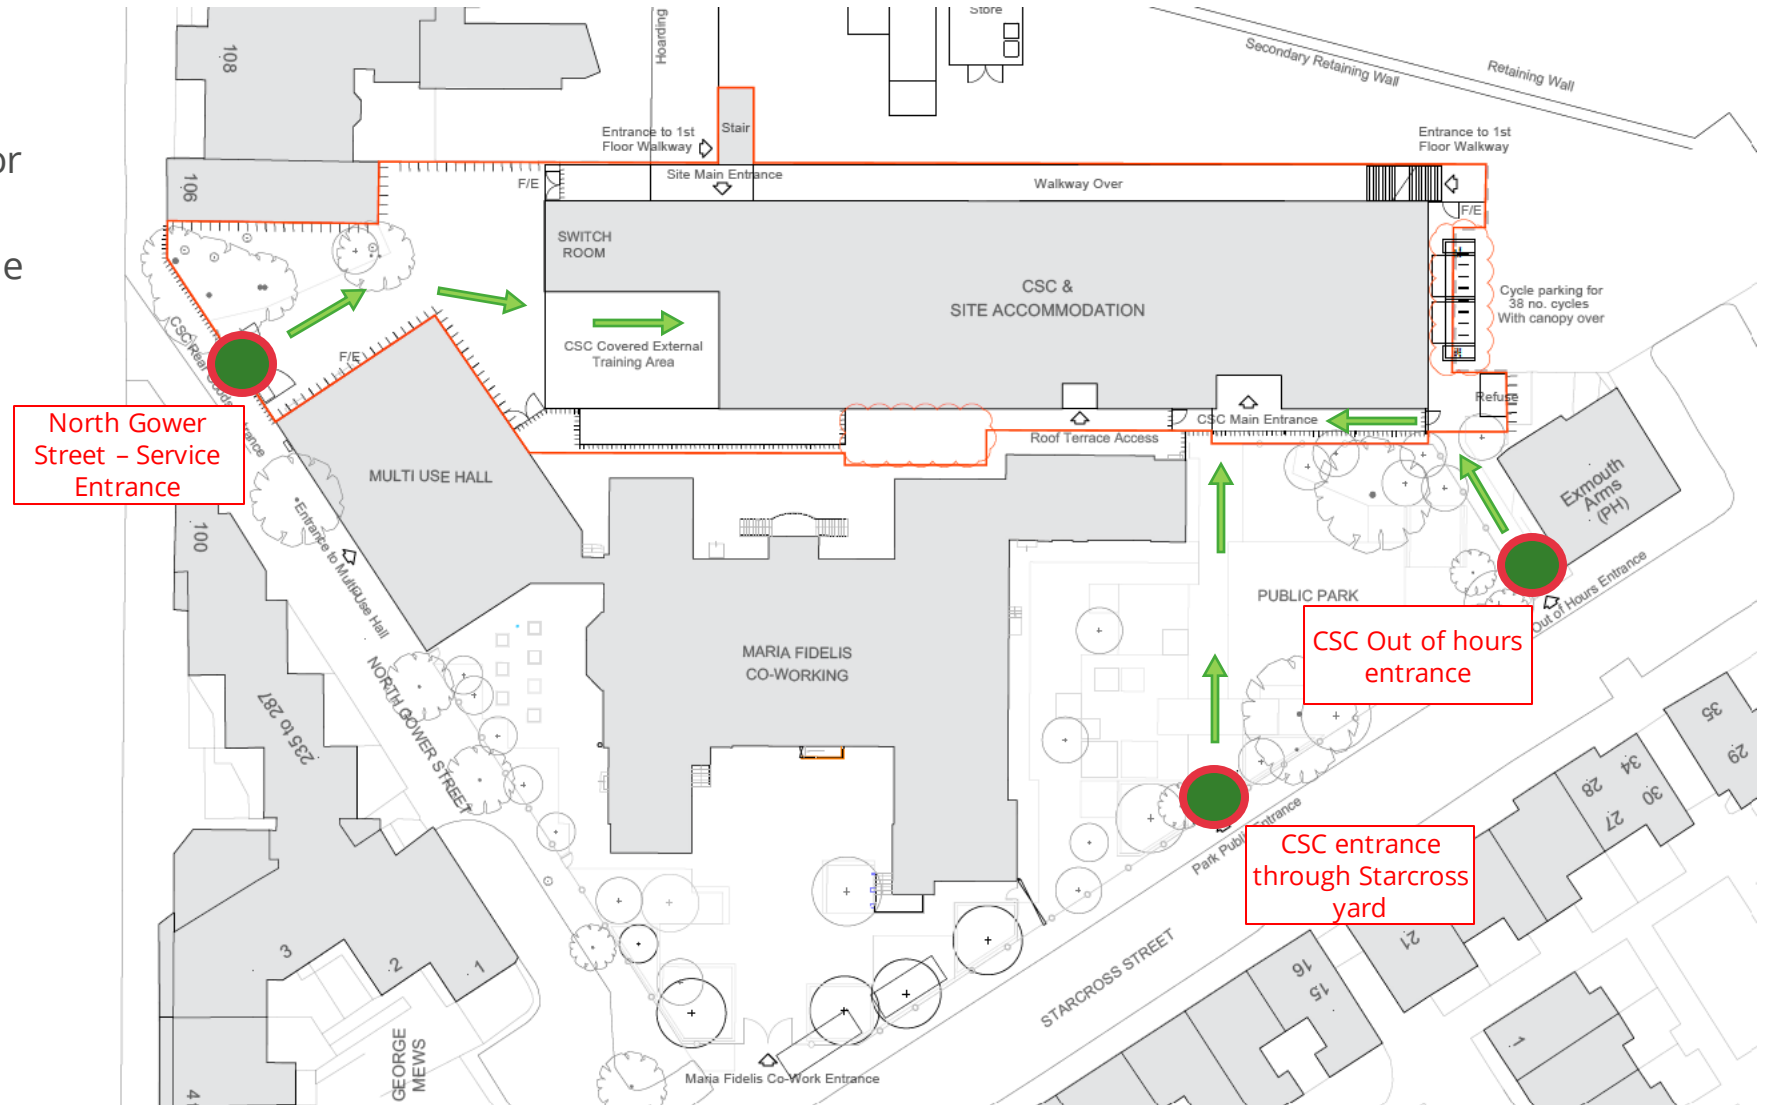 Store
Hoarding
108
Secondary Retaining Wall
Retaining Wall
or
e
Stair
Entrance to 1st
Floor Walkway
Entrance to 1st
Floor Walkway
106
F/E
Site Main Entrance
Walkway Over
F/E
SWITCH
ROOM
CSC &
SITE ACCOMMODATION
Cycle parking for
38 no. cycles
With canopy over
CSC Covered External
Training Area
F/E
CSC Rear
Refuse
CSC Main Entrance
Roof Terrace Access
North Gower
Street – Service
Entrance
MULTI USE HALL
Exmouth
Arms
(PH)
100
Entrance to Multi Use Hall
PUBLIC PARK
Out of Hours Entrance
CSC Out of hours
entrance
MARIA FIDELIS
CO-WORKING
NORTH GOWER STREET
235 to 287
35
29
34
28
30
27
Park Public Entrance
CSC entrance
through Starcross
yard
21
STARCROSS STREET
16
15
3
2
1
1
GEORGE
MEWS
41
Maria Fidelis Co-Work Entrance